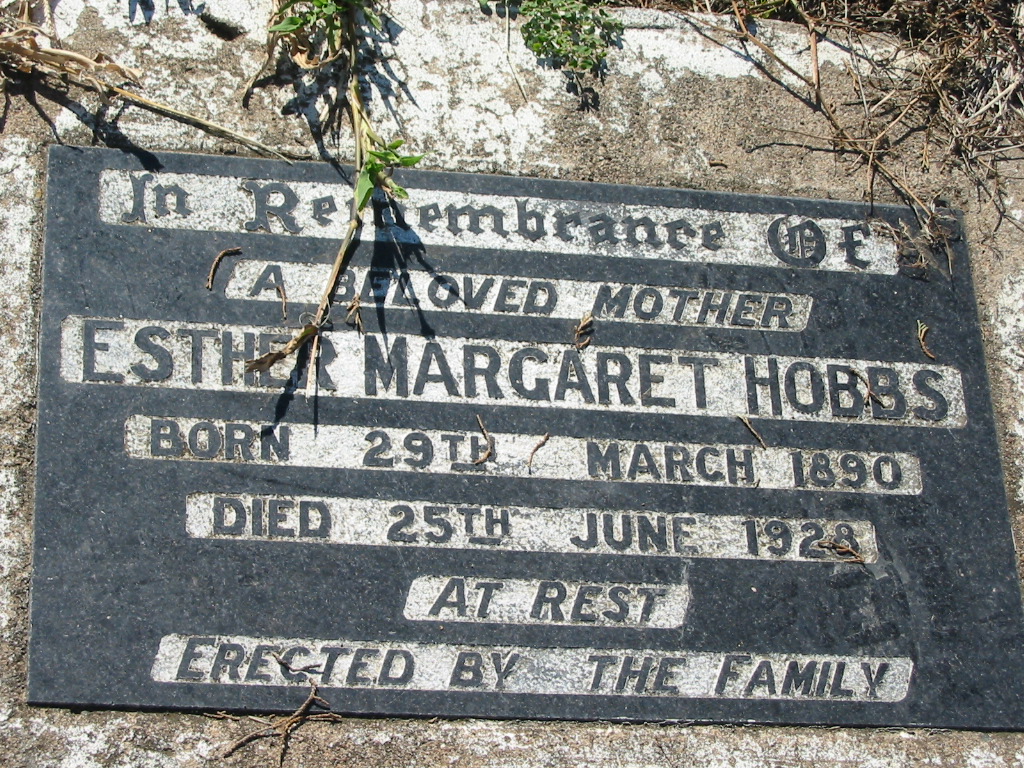 In Remembrance Of
A BELOVED MOTHER
ESTHER MARGARET HOBBS
BORN 29TH MARCH 1890
DIED 25TH JUNE 1928
AT REST
ERECTED BY THE FAMILY